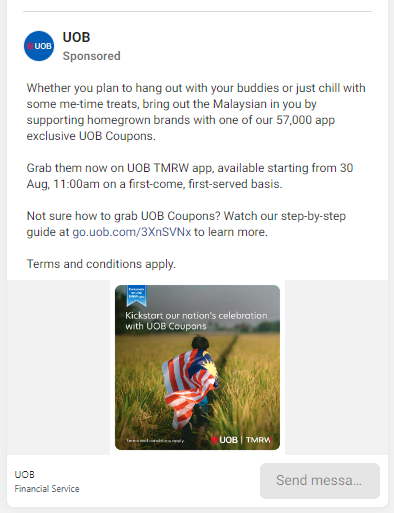 UOB
UOB
Sponsored
Whether you plan to hang out with your buddies or just chill with
some me-time treats, bring out the Malaysian in you by
supporting homegrown brands with one of our 57,000 app
exclusive UOB Coupons.
Grab them now on UOB TMRW app, available starting from 30
Aug, 11:00am on a first-come, first-served basis.
Not sure how to grab UOB Coupons? Watch our step-by-step
guide at go.uob.com/3XnSVNx to learn more.
Terms and conditions apply.
Kickstart our nation's celebration
with UOB Coupons
Terms and conditions apply.
UOB | TMRW
UOB
Financial Service
Send messa...